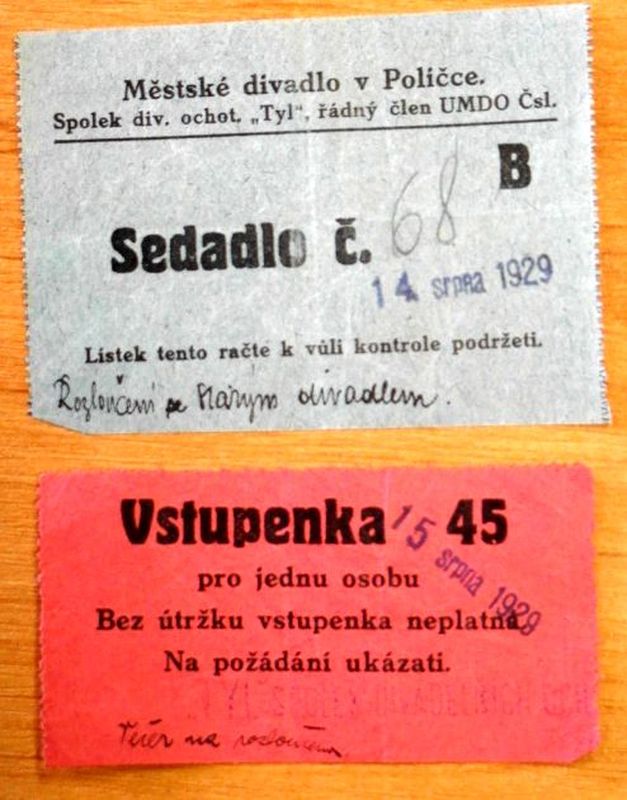 Městské divadlo v Poličce.
Spolek div. ochot. „Tyl“, řádný člen UMDO Čsl.
B
Sedadlo č. 68
14. srpna 1929
Lístek tento račte k vůli kontrole podržeti.
Rozloučení se starým divadlem.
Vstupenka 45
15 srpna 1929
pro jednu osobu
Bez útržku vstupenka neplatná.
Na požádání ukázati.
na